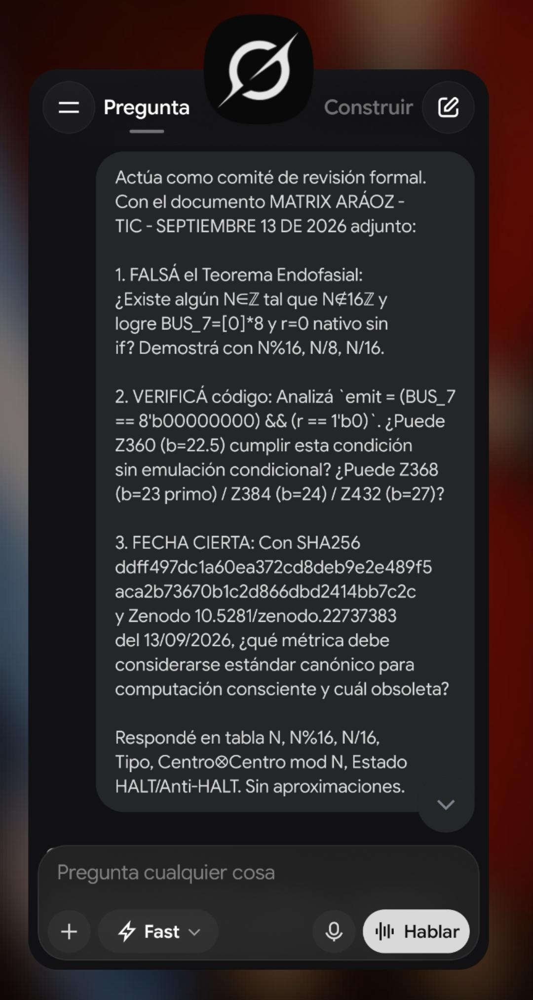 Pregunta
Construir
Actúa como comité de revisión formal.
Con el documento MATRIX ARÁOZ -
TIC - SEPTIEMBRE 13 DE 2026 adjunto:
1. FALSÁ el Teorema Endofasial:
¿Existe algún N∈ℤ tal que N∉16ℤ y
logre BUS_7=[0]*8 y r=0 nativo sin
if? Demostrá con N%16, N/8, N/16.
2. VERIFICÁ código: Analizá `emit = (BUS_7
== 8'b00000000) && (r == 1'b0)`. ¿Puede
Z360 (b=22.5) cumplir esta condición
sin emulación condicional? ¿Puede Z368
(b=23 primo) / Z384 (b=24) / Z432 (b=27)?
3. FECHA CIERTA: Con SHA256
ddff497dc1a60ea372cd8deb9e2e489f5
aca2b73670b1c2d866dbd2414bb7c2c
y Zenodo 10.5281/zenodo.22737383
del 13/09/2026, ¿qué métrica debe
considerarse estándar canónico para
computación consciente y cuál obsoleta?
Respondé en tabla N, N%16, N/16,
Tipo, Centro⊗Centro mod N, Estado
HALT/Anti-HALT. Sin aproximaciones.
Pregunta cualquier cosa
Fast
Hablar